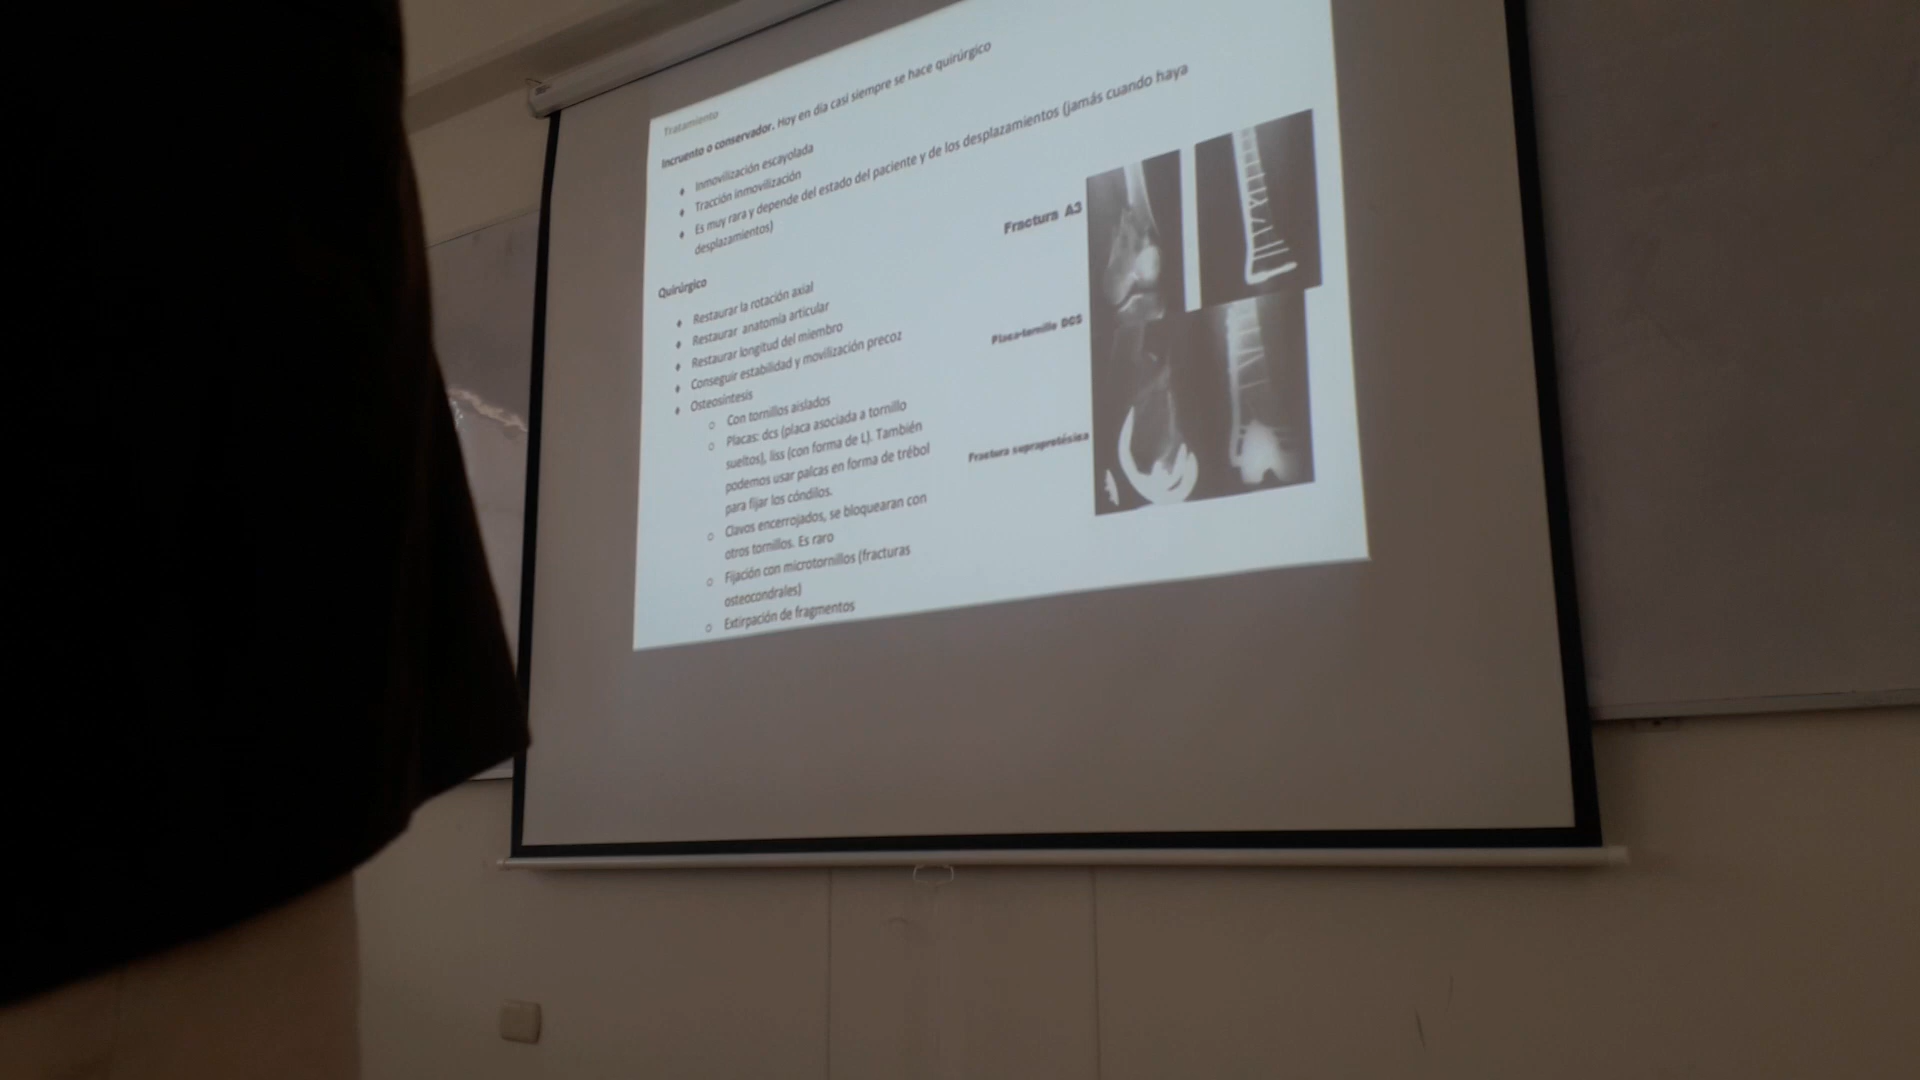 Tratamiento
Incruento o conservador. Hoy en día casi siempre se hace quirúrgico
♦ Inmovilización escayolada
♦ Tracción inmovilización
♦ Es muy rara y depende del estado del paciente y de los desplazamientos (jamás cuando haya
desplazamientos)
Quirúrgico
♦ Restaurar la rotación axial
♦ Restaurar anatomía articular
♦ Restaurar longitud del miembro
♦ Conseguir estabilidad y movilización precoz
♦ Osteosíntesis
o Con tornillos aislados
o Placas: dcs (placa asociada a tornillo
sueltos), liss (con forma de L). También
podemos usar palcas en forma de trébol
para fijar los cóndilos.
o Clavos encerrojados, se bloquearan con
otros tornillos. Es raro
o Fijación con microtornillos (fracturas
osteocondrales)
o Extirpación de fragmentos
Fractura A3
Placa-tornillo DCS
Fractura supraprotésica